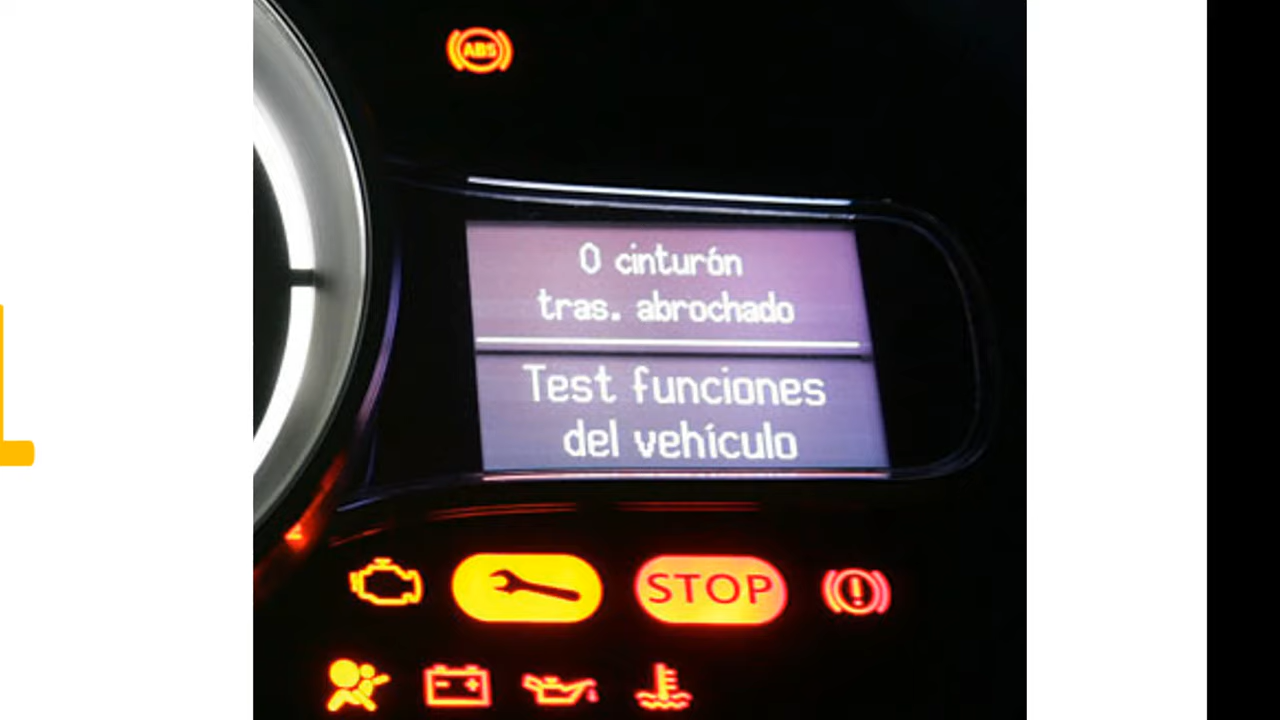 ABS
0 cinturón
tras. abrochado
Test funciones
del vehículo
STOP